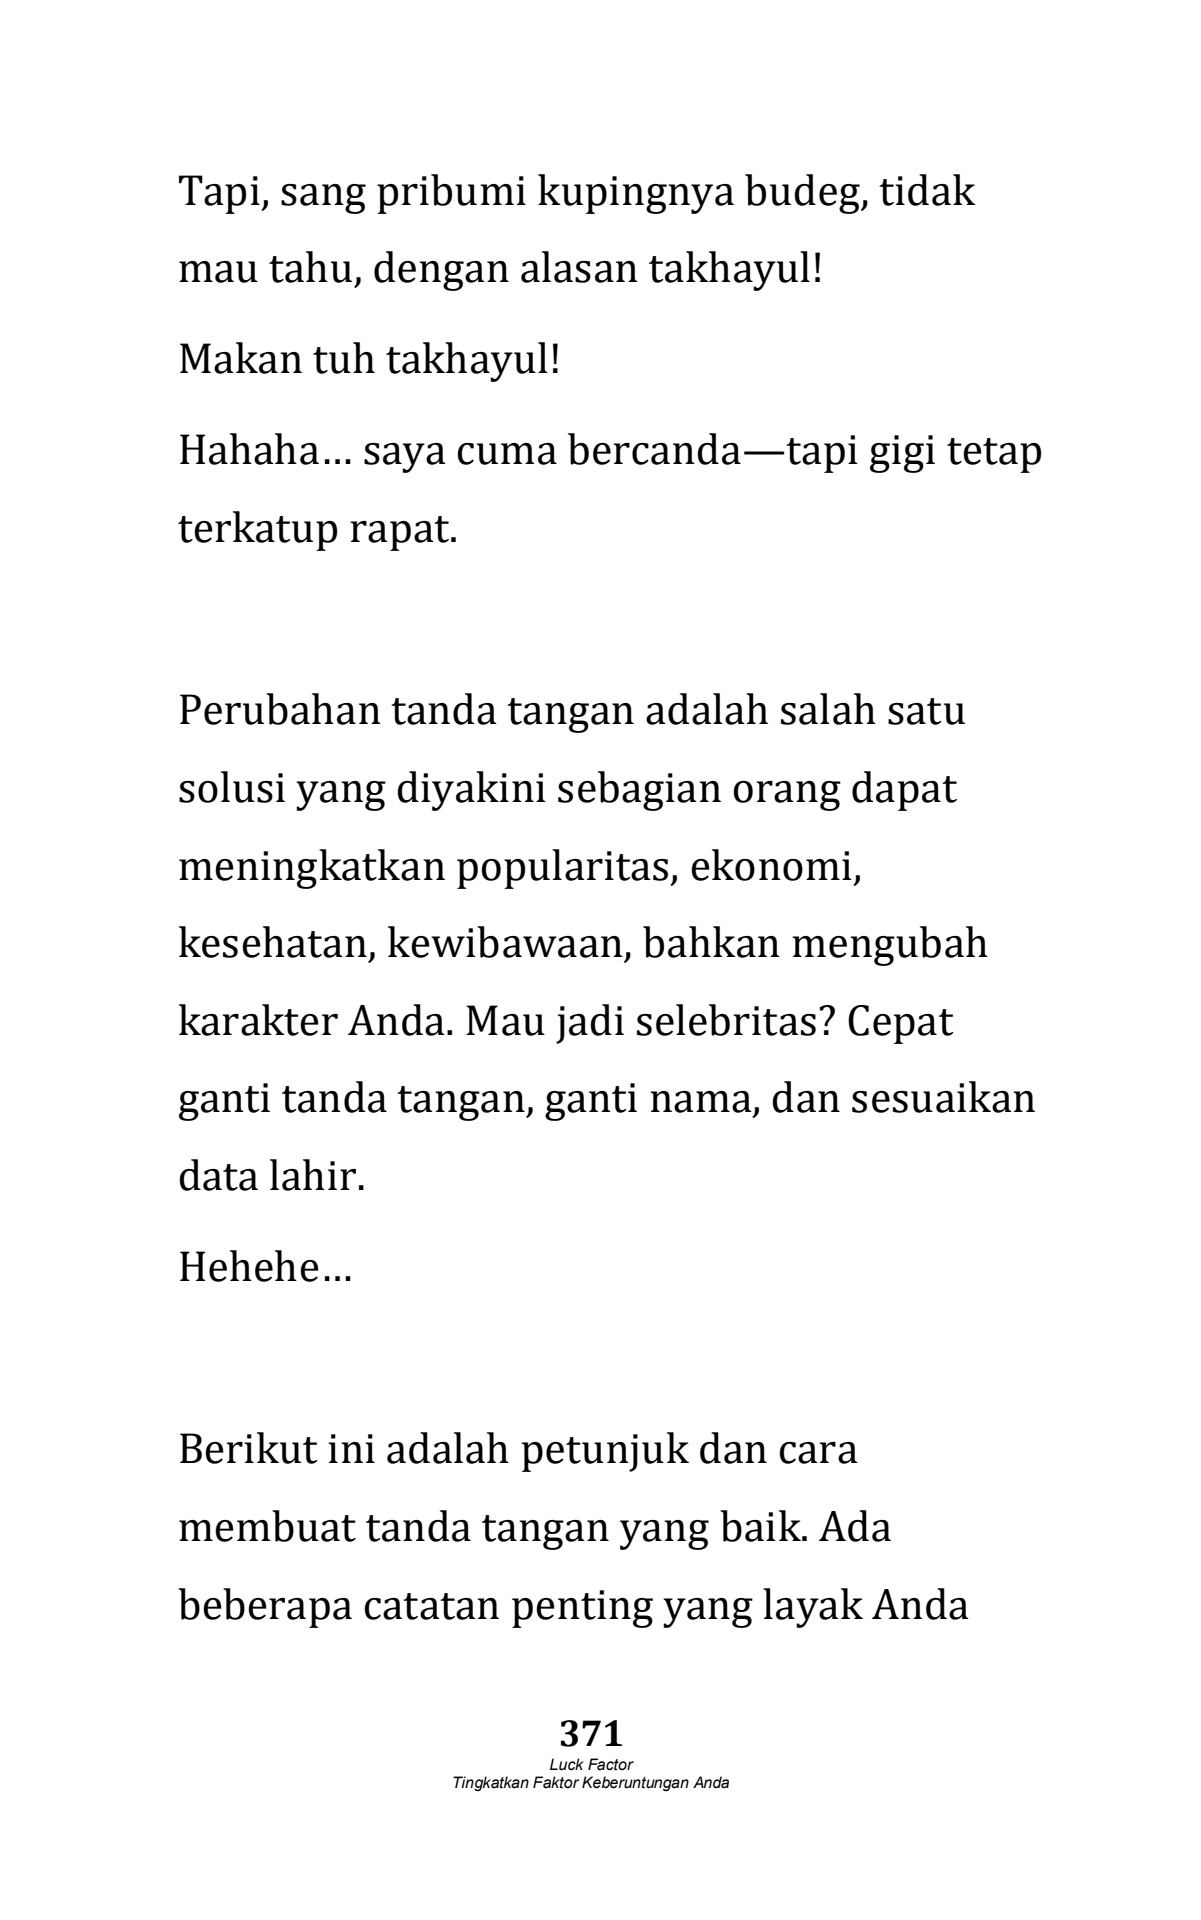 Tapi, sang pribumi kupingnya budeg, tidak
mau tahu, dengan alasan takhayul!
Makan tuh takhayul!
Hahaha… saya cuma bercanda—tapi gigi tetap
terkatup rapat.
Perubahan tanda tangan adalah salah satu
solusi yang diyakini sebagian orang dapat
meningkatkan popularitas, ekonomi,
kesehatan, kewibawaan, bahkan mengubah
karakter Anda. Mau jadi selebritas? Cepat
ganti tanda tangan, ganti nama, dan sesuaikan
data lahir.
Hehehe…
Berikut ini adalah petunjuk dan cara
membuat tanda tangan yang baik. Ada
beberapa catatan penting yang layak Anda
371
Luck Factor
Tingkatkan Faktor Keberuntungan Anda